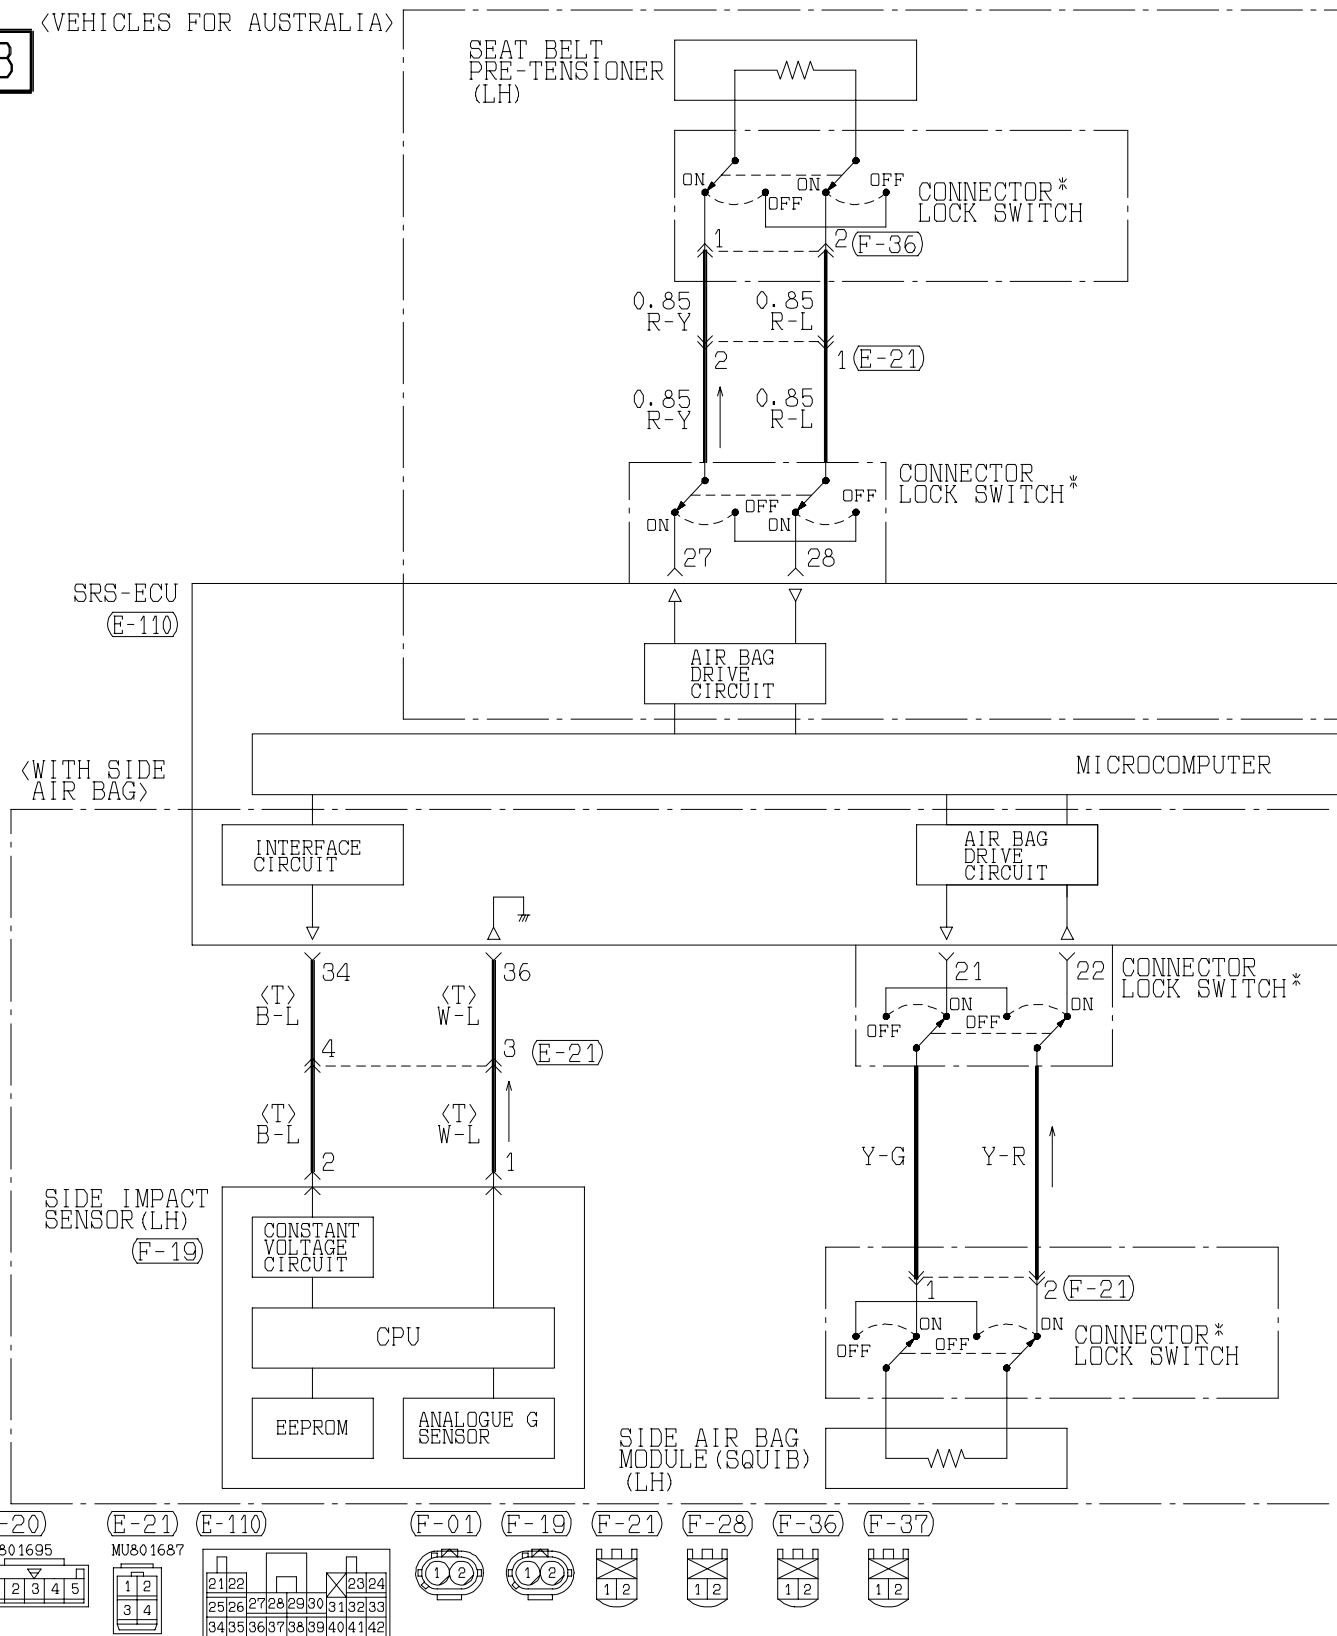 〈VEHICLES FOR AUSTRALIA〉
SEAT BELT
PRE-TENSIONER
(LH)
ON
OFF
ON
OFF
CONNECTOR*
LOCK SWITCH
1
2
F-36
0.85
R-Y
0.85
R-L
2
1
E-21
0.85
R-Y
0.85
R-L
CONNECTOR
LOCK SWITCH*
ON
OFF
ON
OFF
27
28
SRS-ECU
E-110
AIR BAG
DRIVE
CIRCUIT
MICROCOMPUTER
〈WITH SIDE
AIR BAG〉
INTERFACE
CIRCUIT
AIR BAG
DRIVE
CIRCUIT
34
36
21
22
CONNECTOR
LOCK SWITCH*
OFF
ON
OFF
ON
〈T〉
B-L
〈T〉
W-L
4
3
E-21
〈T〉
B-L
〈T〉
W-L
Y-G
Y-R
2
1
SIDE IMPACT
SENSOR(LH)
F-19
CONSTANT
VOLTAGE
CIRCUIT
CPU
EEPROM
ANALOGUE G
SENSOR
1
2
F-21
OFF
ON
OFF
ON
CONNECTOR*
LOCK SWITCH
SIDE AIR BAG
MODULE(SQUIB)
(LH)
-20
E-21
E-110
F-01
F-19
F-21
F-28
F-36
F-37
801695
MU801687
2 3 4 5
1 2
3 4
21 22 23 24
25 26 27 28 29 30 31 32 33
34 35 36 37 38 39 40 41 42
1 2
1 2
1 2
1 2
1 2
1 2